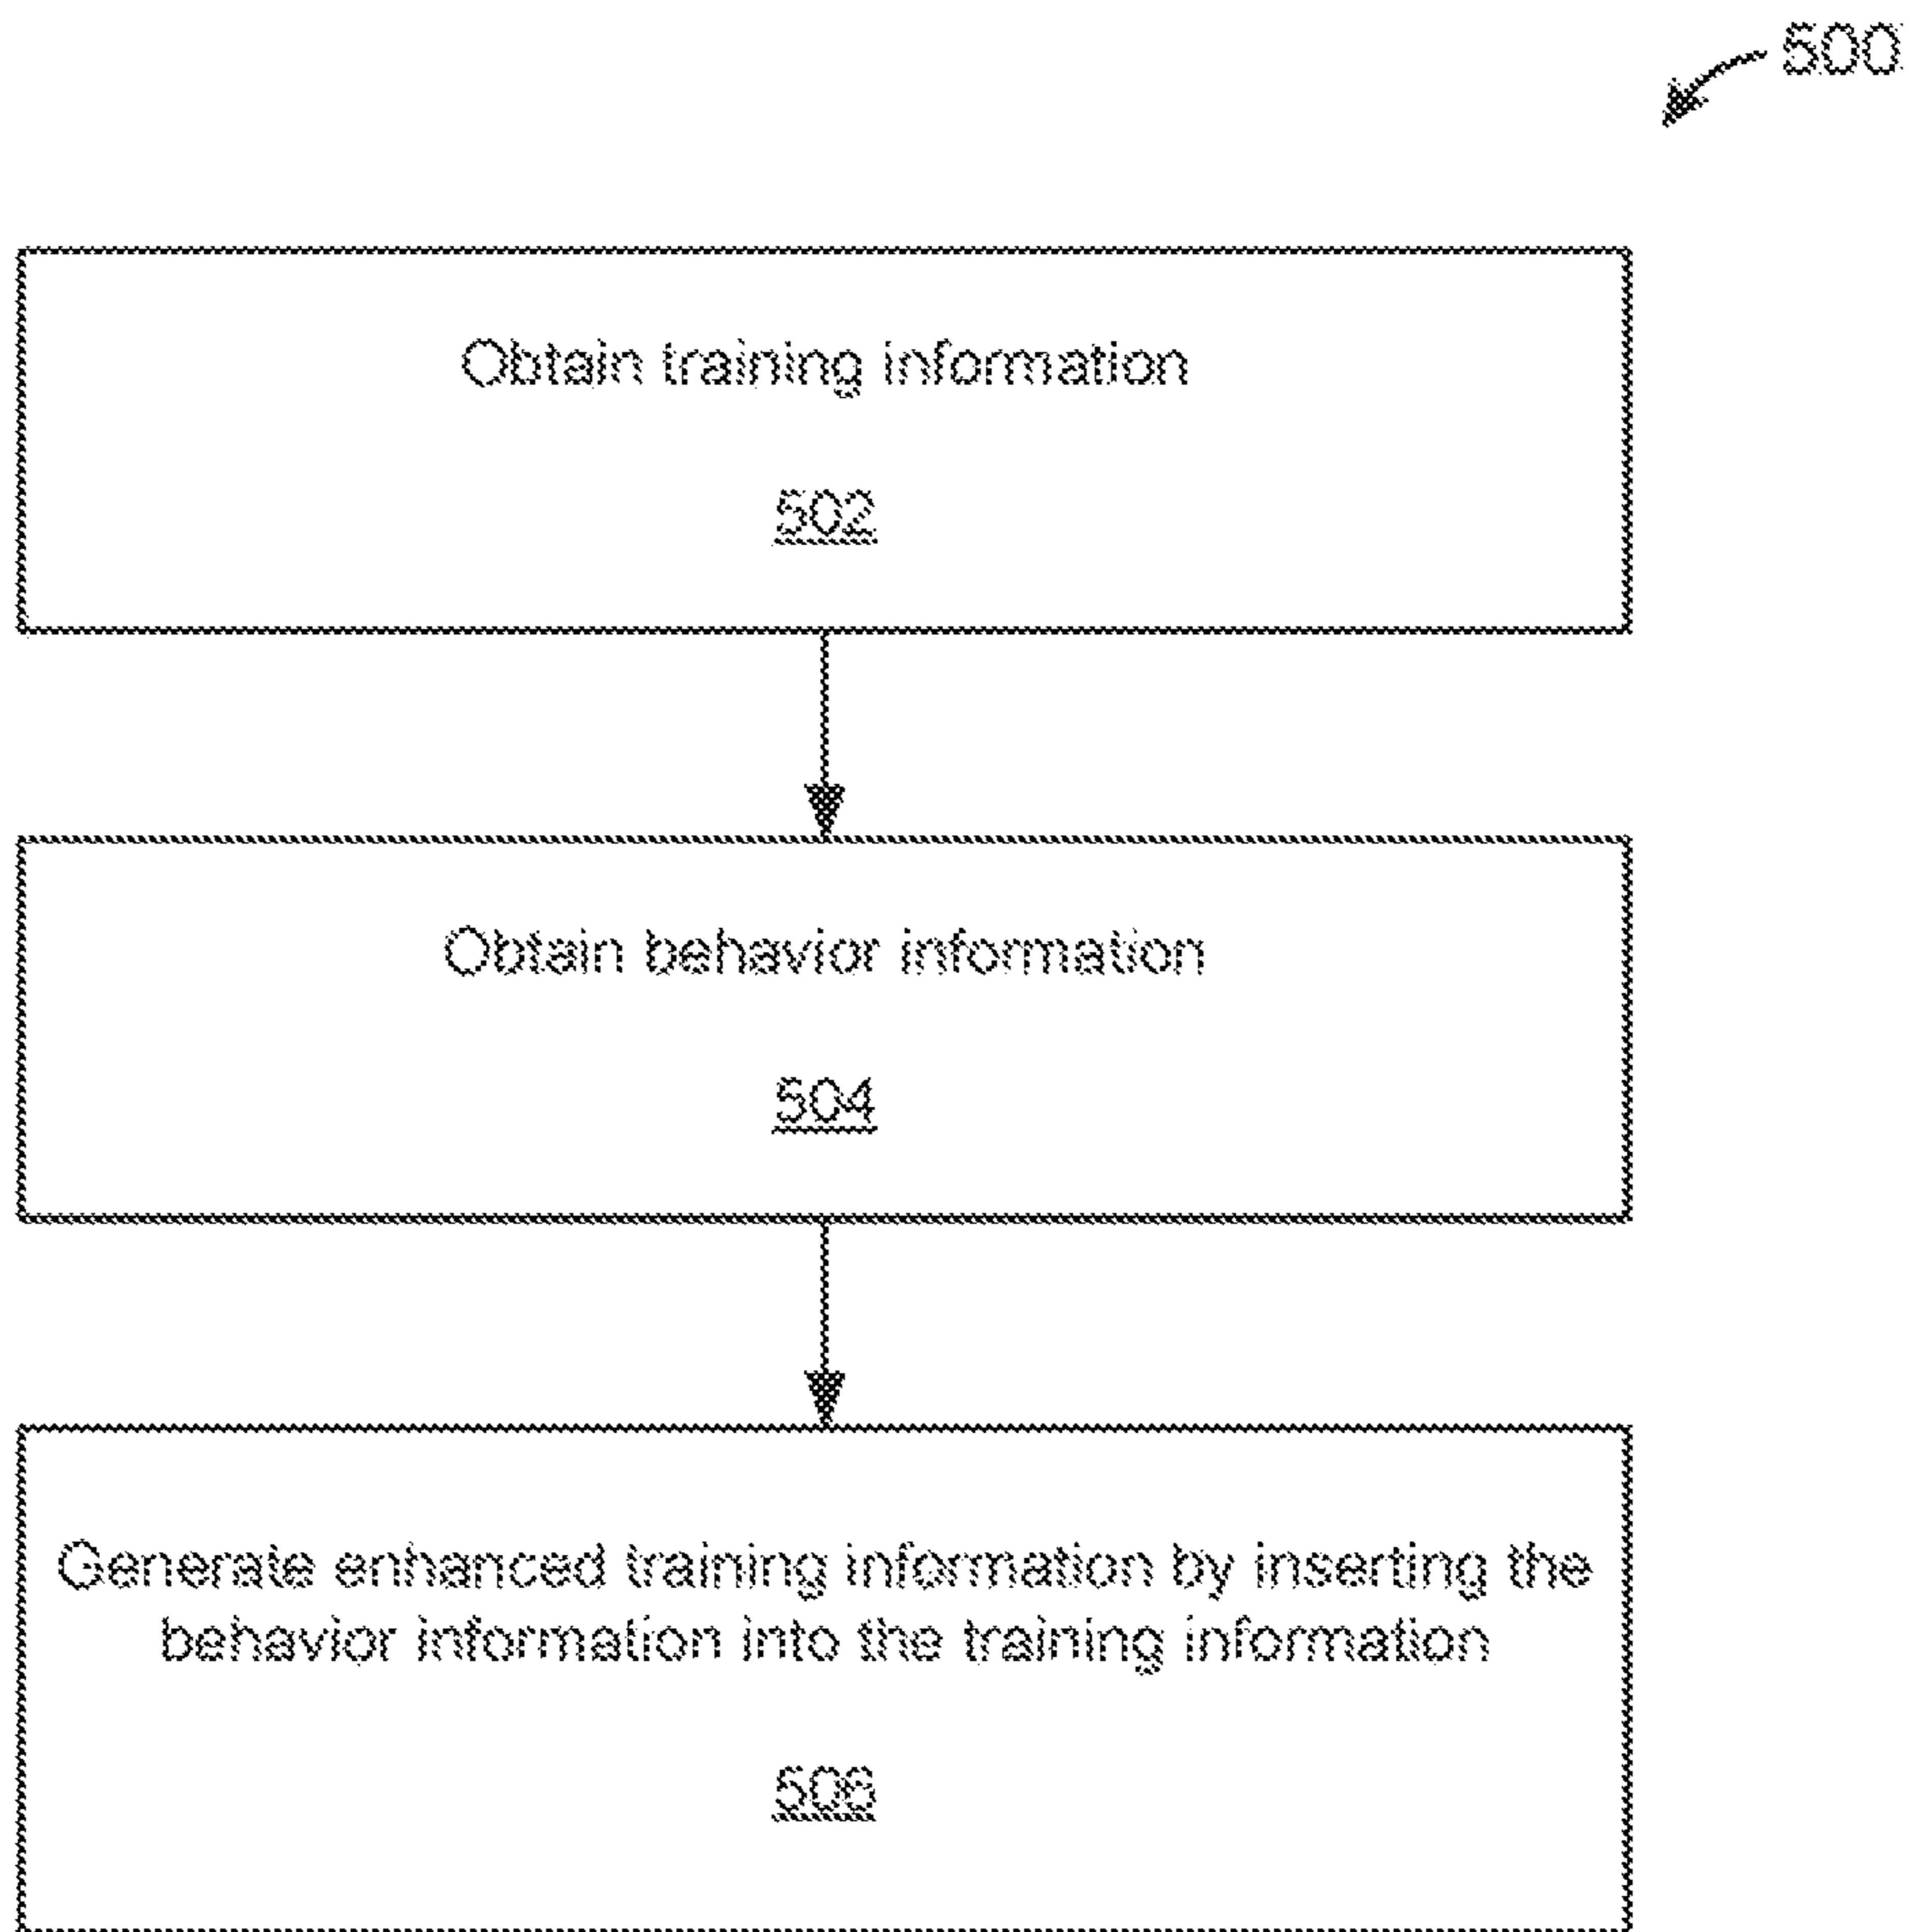 500
Obtain training information
502
Obtain behavior information
504
Generate enhanced training information by inserting the
behavior information into the training information
506